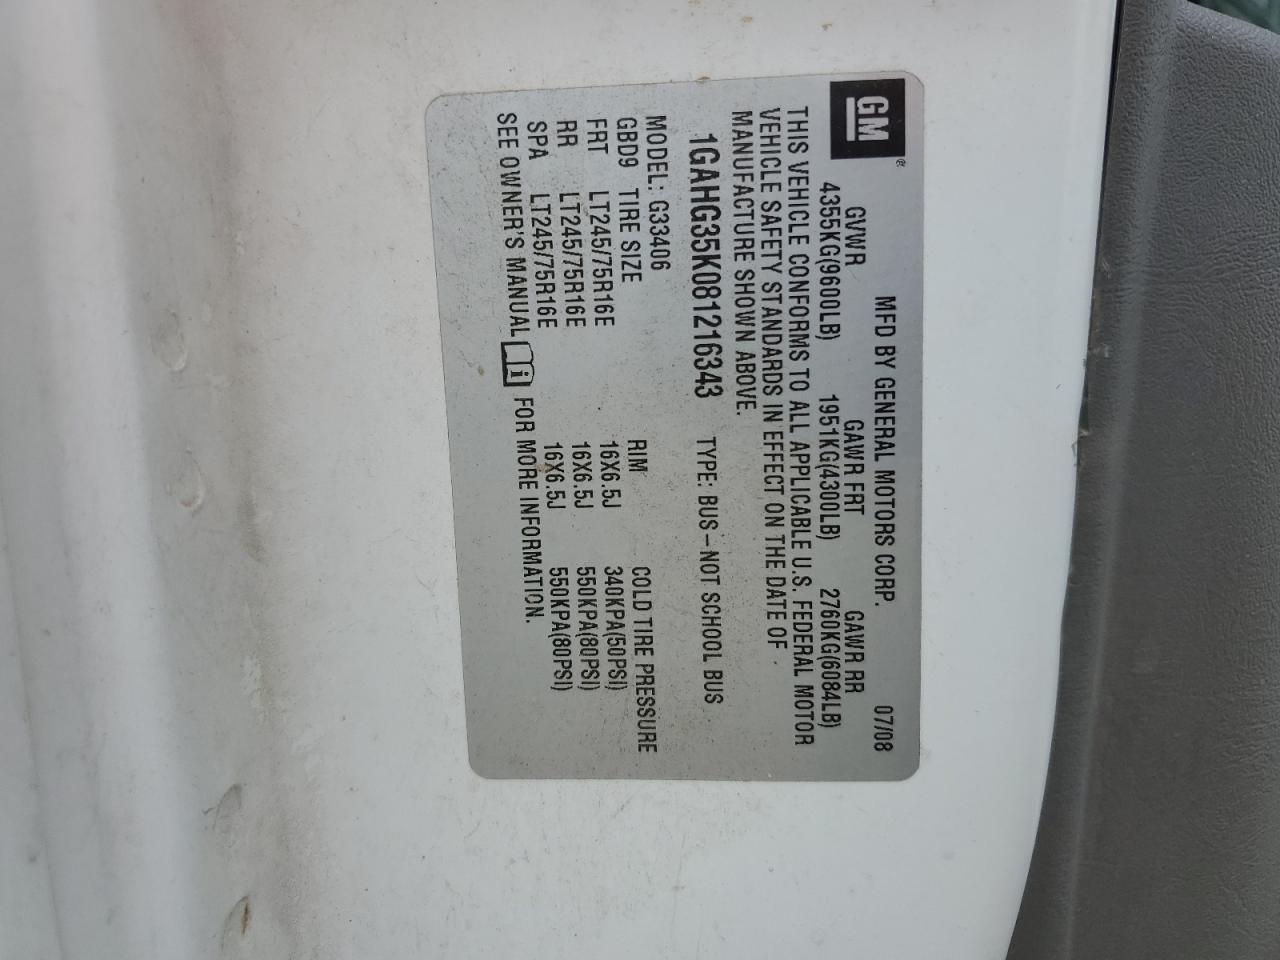 GM
MFD BY GENERAL MOTORS CORP. 07/08
GVWR GAWR FRT GAWR RR
4355KG(9600LB) 1951KG(4300LB) 2760KG(6084LB)
THIS VEHICLE CONFORMS TO ALL APPLICABLE U.S. FEDERAL MOTOR
VEHICLE SAFETY STANDARDS IN EFFECT ON THE DATE OF
MANUFACTURE SHOWN ABOVE.
1GAHG35K081216343 TYPE: BUS–NOT SCHOOL BUS
MODEL: G33406
GBD9 TIRE SIZE RIM COLD TIRE PRESSURE
FRT LT245/75R16E 16X6.5J 340KPA(50PSI)
RR LT245/75R16E 16X6.5J 550KPA(80PSI)
SPA LT245/75R16E 16X6.5J 550KPA(80PSI)
SEE OWNER'S MANUAL i FOR MORE INFORMATION.